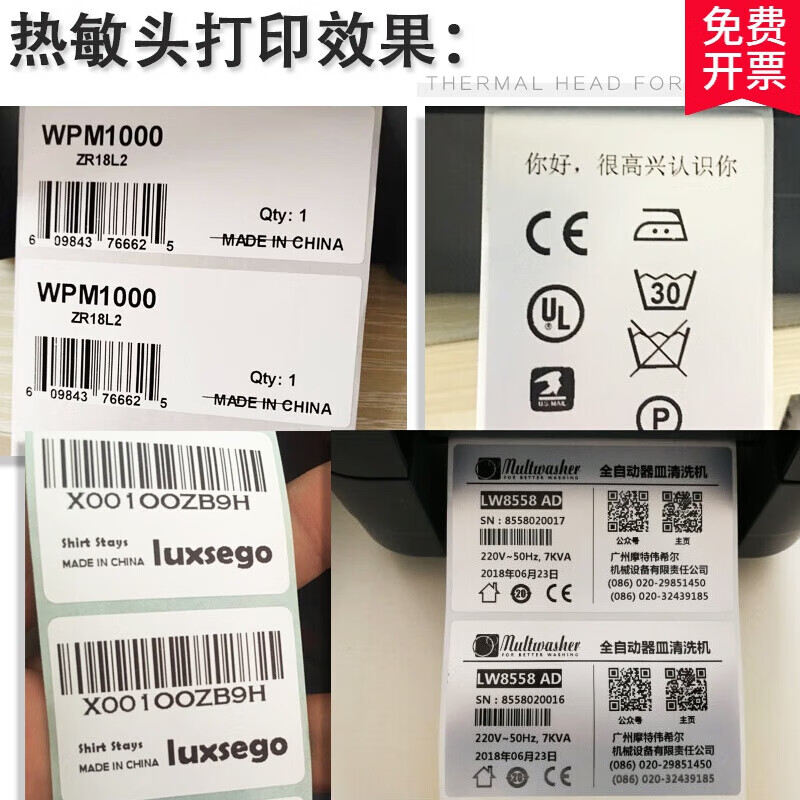 热敏头打印效果：
THERMAL HEAD FOR
免费
开票
WPM1000
ZR18L2
6 09843 76662 5
Qty: 1
MADE IN CHINA
WPM1000
ZR18L2
6 09843 76662 5
Qty: 1
MADE IN CHINA
你好，很高兴认识你
CE
UL
30
U.S. MAIL
P
X00100ZB9H
Shirt Stays
MADE IN CHINA
luxsego
X00100ZB9H
Shirt Stays
MADE IN CHINA
luxsego
Multwasher
FOR BETTER WASHING
全自动器皿清洗机
LW8558 AD
SN : 8558020017
公众号
主页
220V~50Hz, 7KVA
2018年06月23日
20
CE
广州摩特伟希尔
机械设备有限责任公司
(086) 020-29851450
(086) 020-32439185
Multwasher
FOR BETTER WASHING
全自动器皿清洗机
LW8558 AD
SN : 8558020016
公众号
主页
220V~50Hz, 7KVA
2018年06月23日
20
CE
广州摩特伟希尔
机械设备有限责任公司
(086) 020-29851450
(086) 020-32439185